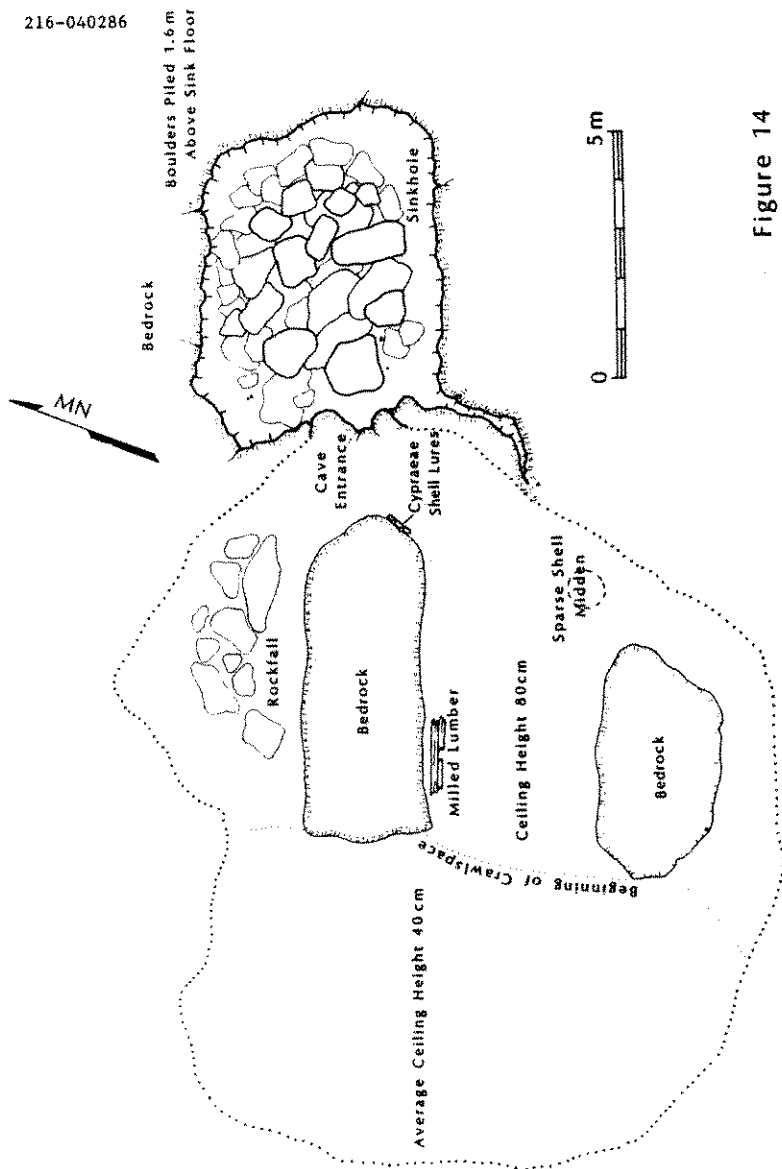 216-040286
Boulders Piled 1.6m
Above Sink Floor
Bedrock
MN
Sinkhole
Cave
Entrance
Cypraeae
Shell Lures
Rockfall
Bedrock
Milled Lumber
Sparse Shell
Midden
Ceiling Height 80cm
Bedrock
Beginning of Crawlspace
Average Ceiling Height 40cm
0 5m
Figure 14